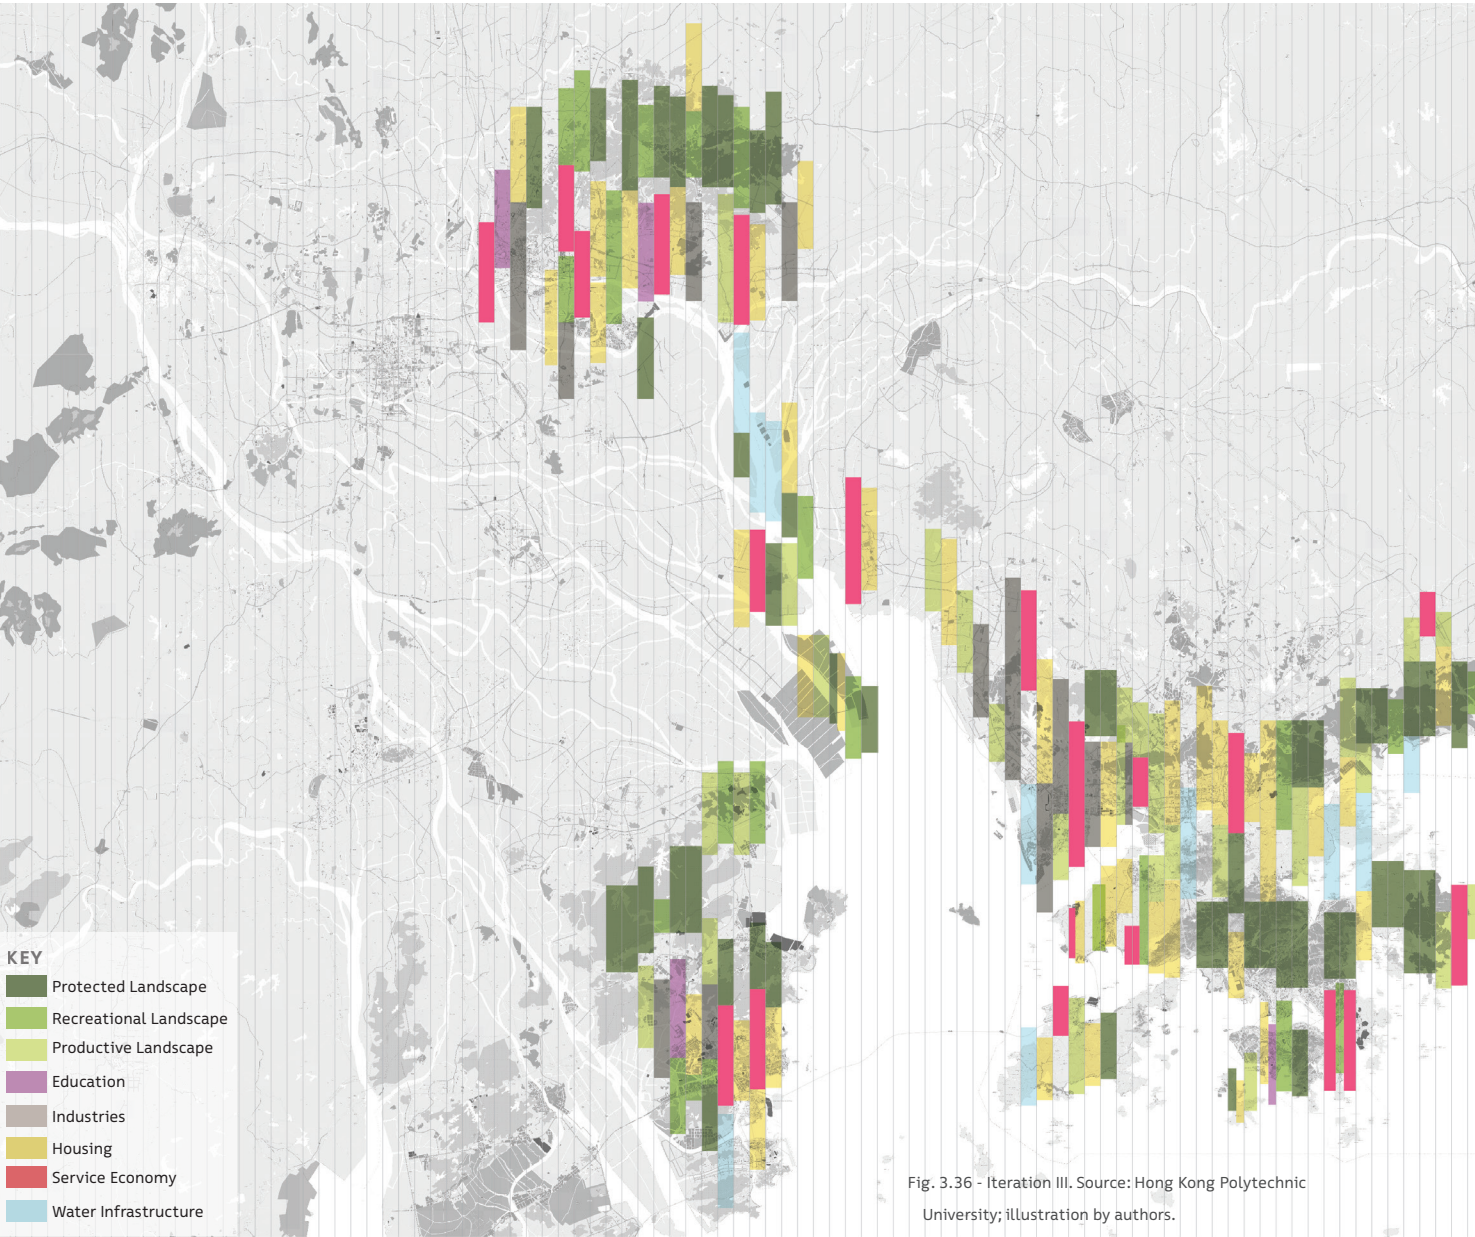 KEY
Protected Landscape
Recreational Landscape
Productive Landscape
Education
Industries
Housing
Service Economy
Water Infrastructure
Fig. 3.36 - Iteration III. Source: Hong Kong Polytechnic
University; illustration by authors.